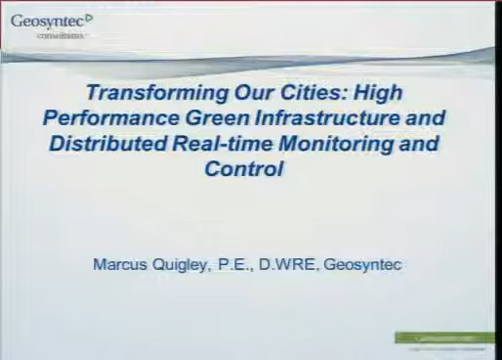 Geosyntec
consultants
Transforming Our Cities: High
Performance Green Infrastructure and
Distributed Real-time Monitoring and
Control
Marcus Quigley, P.E., D.WRE, Geosyntec